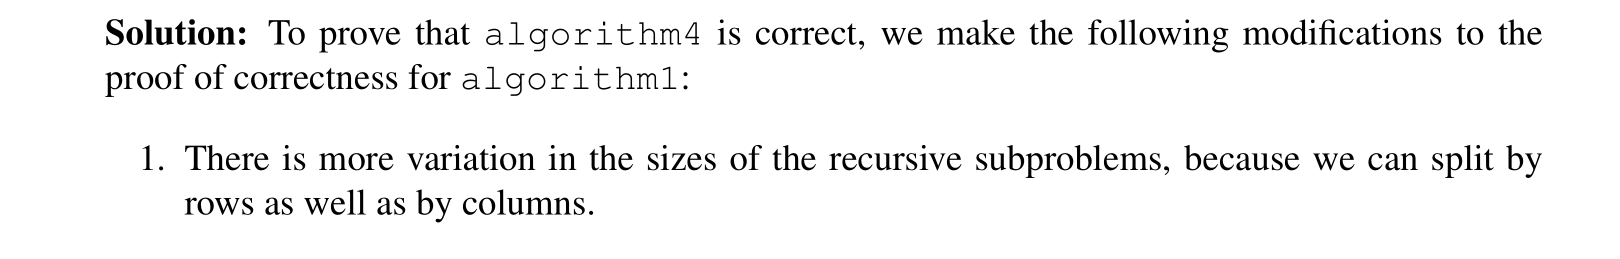 Solution: To prove that algorithm4 is correct, we make the following modifications to the
proof of correctness for algorithm1:
1. There is more variation in the sizes of the recursive subproblems, because we can split by
rows as well as by columns.